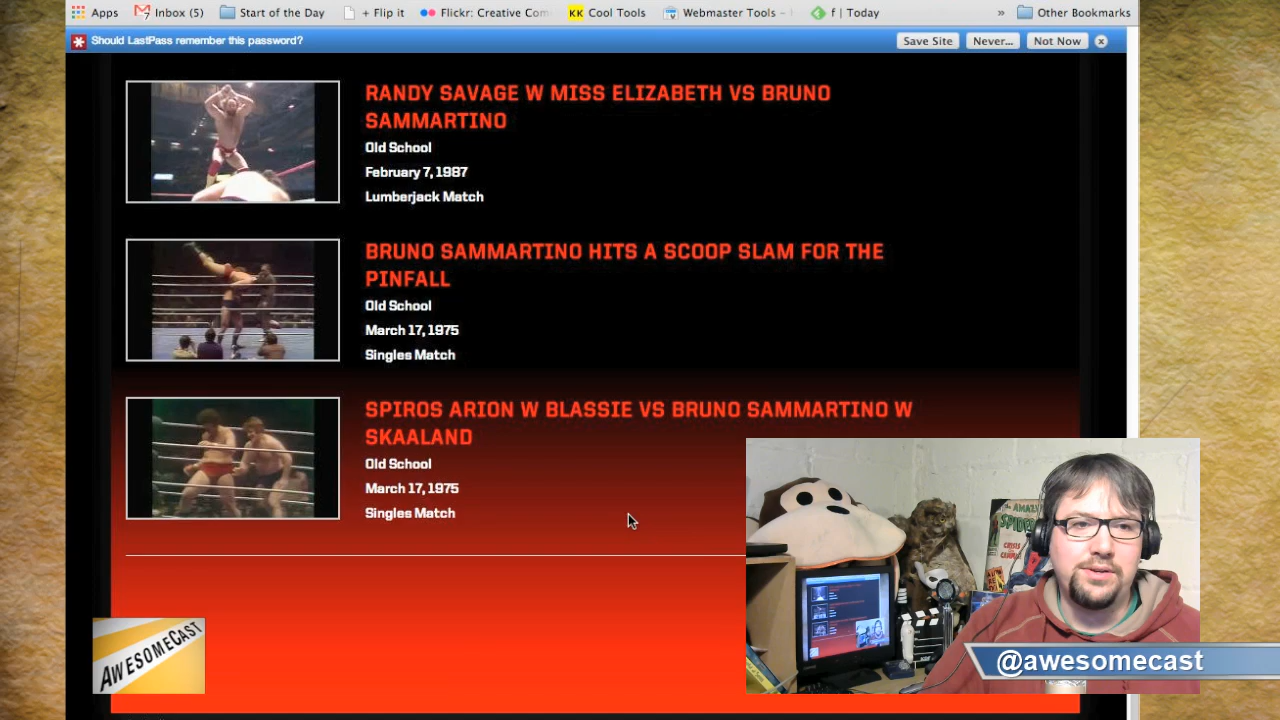 Apps Inbox (5) Start of the Day + Flip it Flickr: Creative Com KK Cool Tools Webmaster Tools - f | Today » Other Bookmarks
Should LastPass remember this password? Save Site Never... Not Now
RANDY SAVAGE W MISS ELIZABETH VS BRUNO
SAMMARTINO
Old School
February 7, 1987
Lumberjack Match
BRUNO SAMMARTINO HITS A SCOOP SLAM FOR THE
PINFALL
Old School
March 17, 1975
Singles Match
SPIROS ARION W BLASSIE VS BRUNO SAMMARTINO W
SKAALAND
Old School
March 17, 1975
Singles Match
AWESOMECAST
@awesomecast